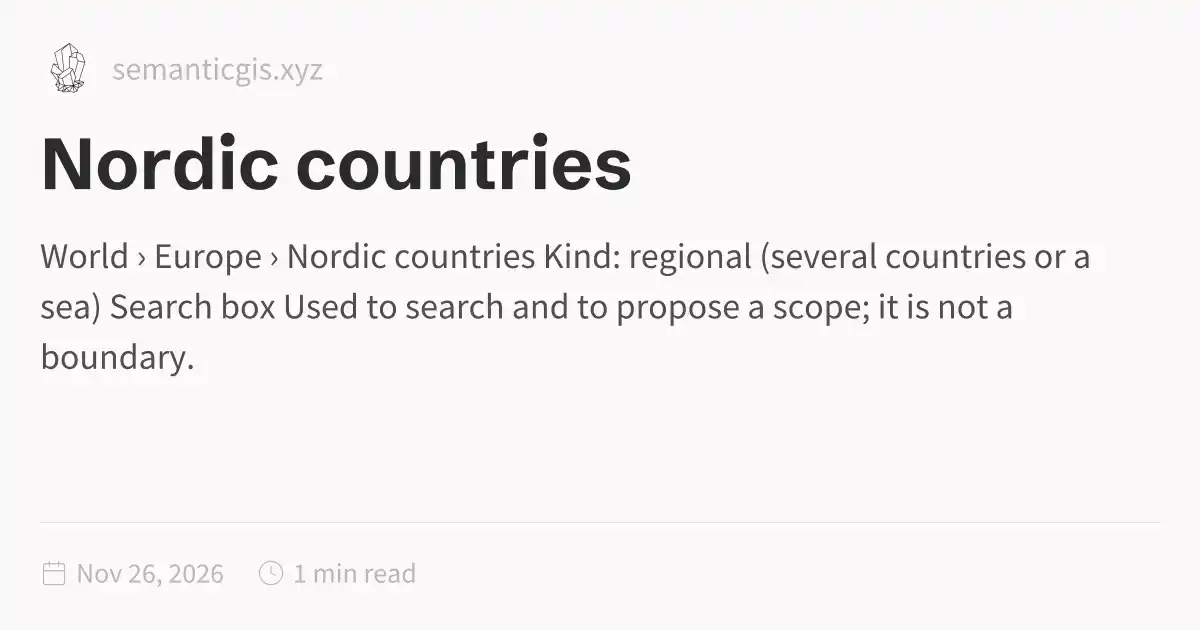 semanticgis.xyz
Nordic countries
World › Europe › Nordic countries Kind: regional (several countries or a
sea) Search box Used to search and to propose a scope; it is not a
boundary.
Nov 26, 2026
1 min read